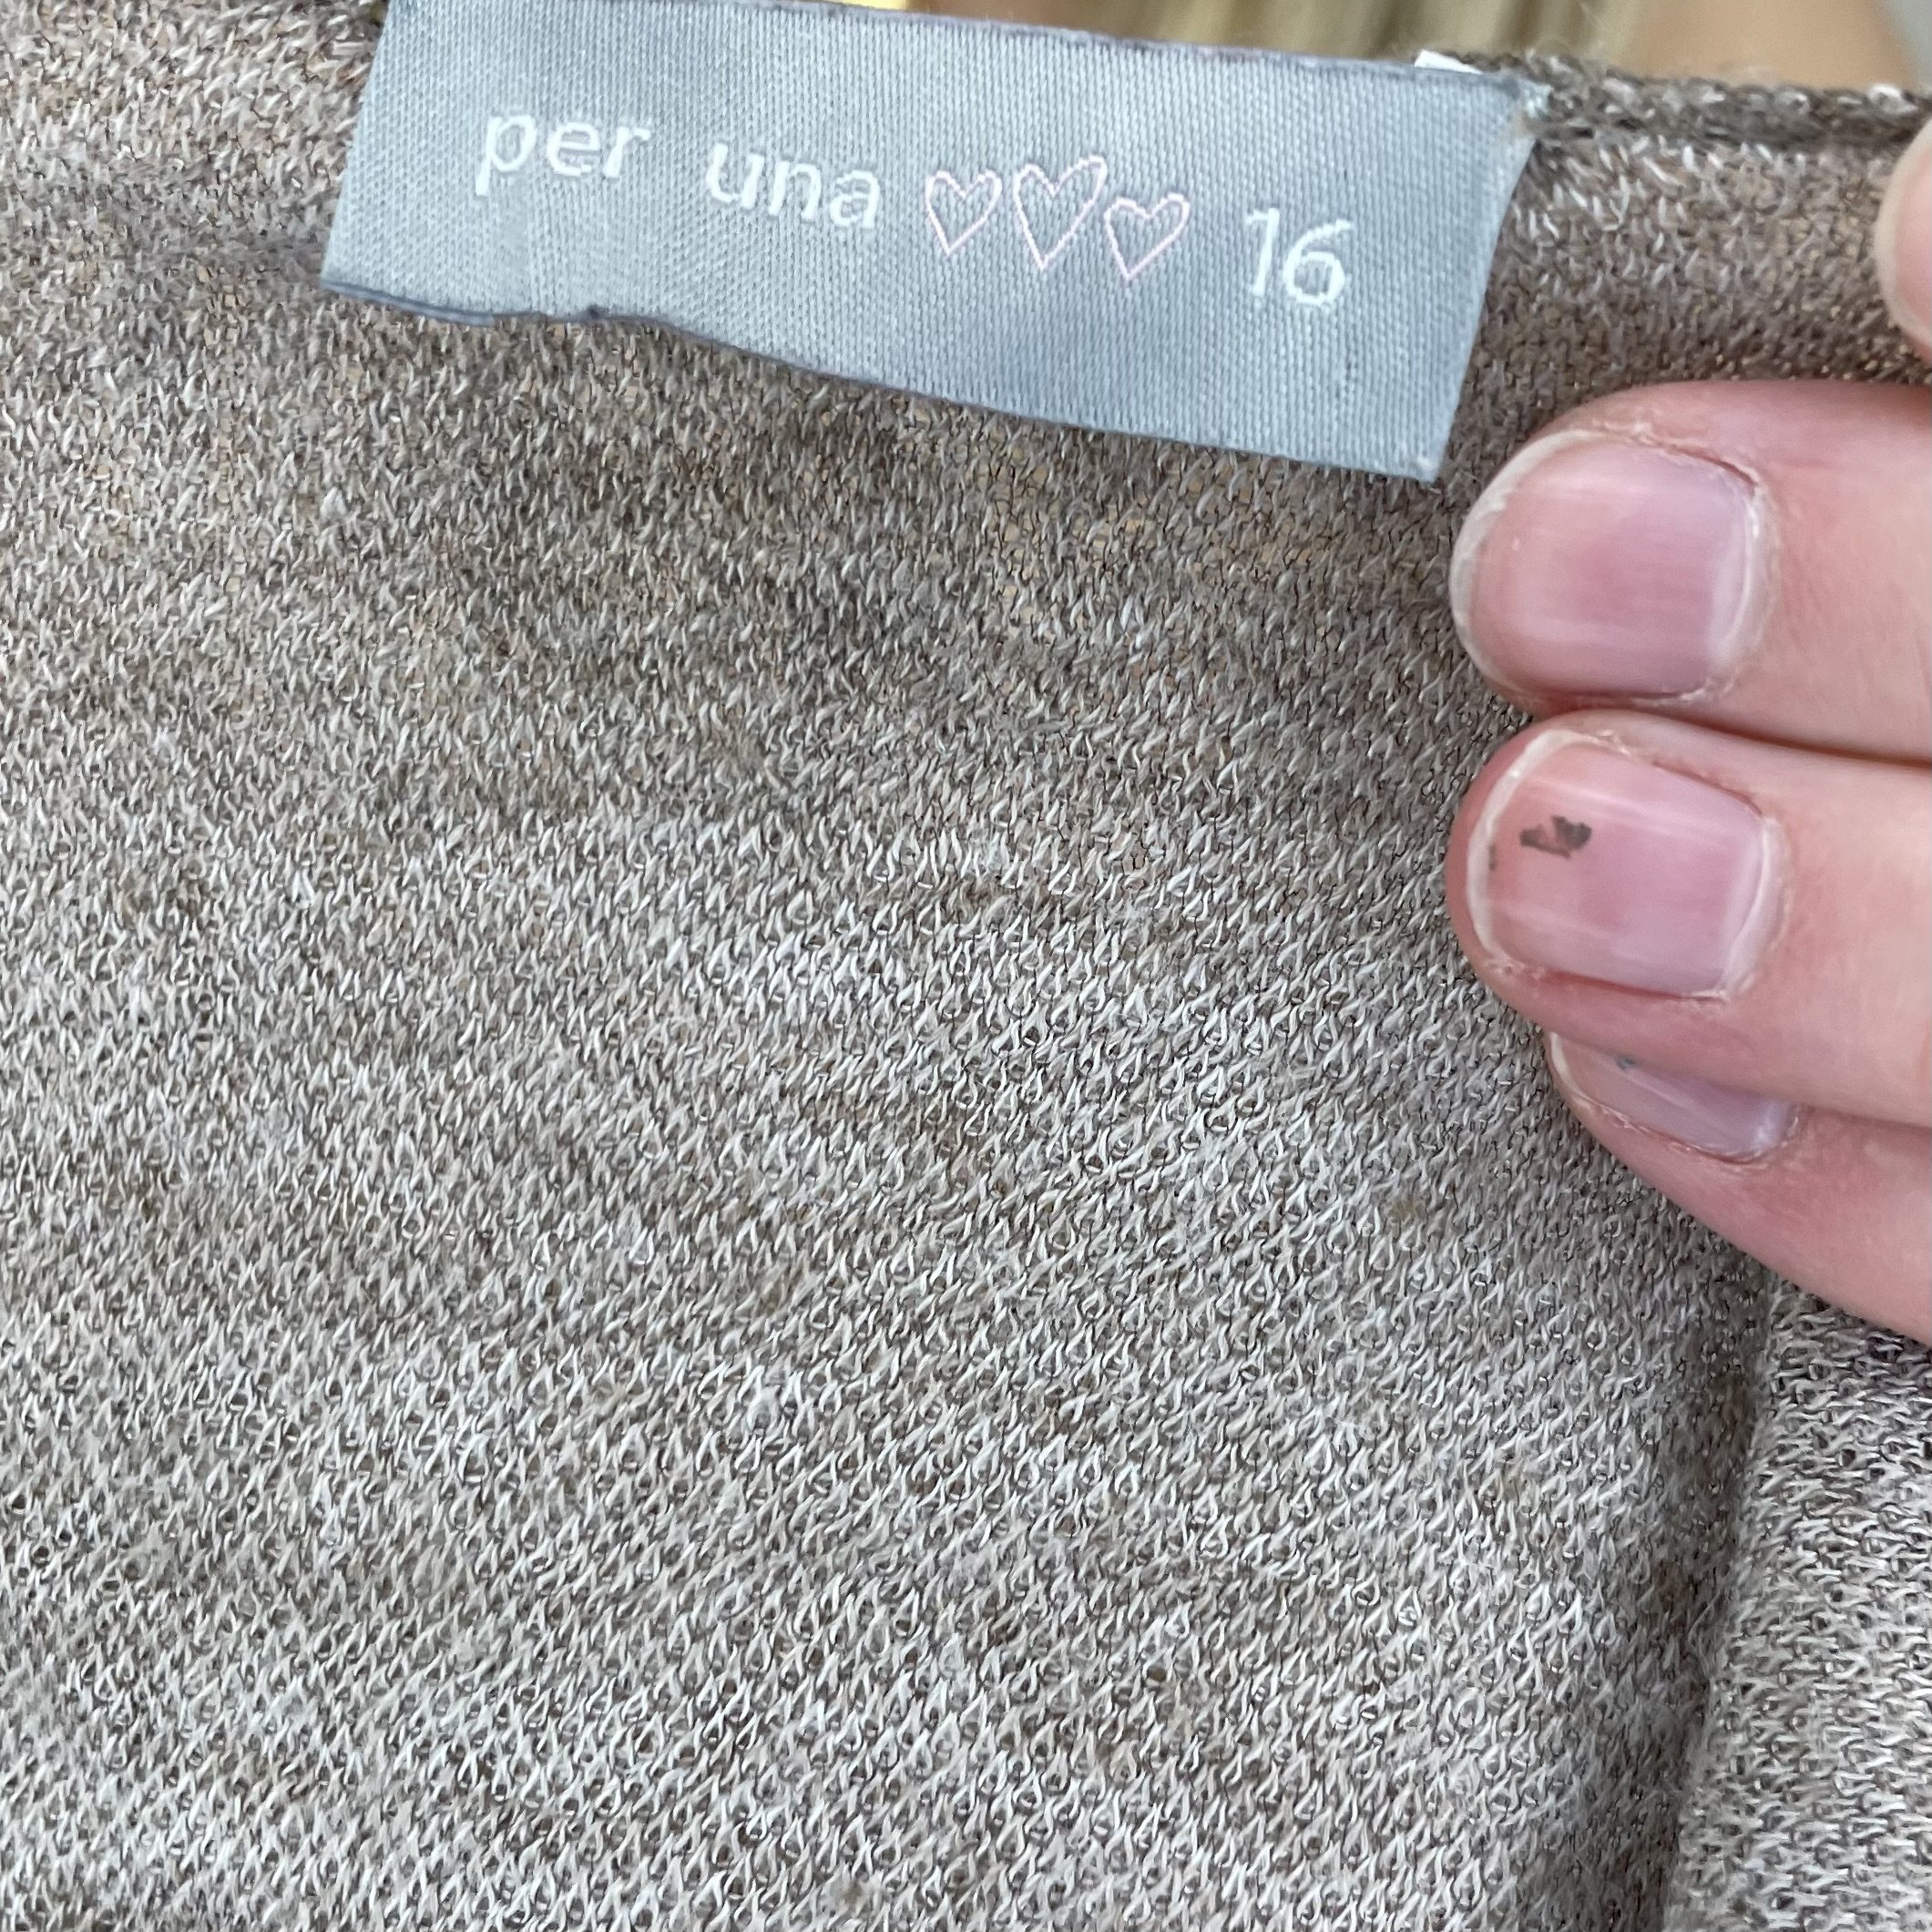 per una ♡♡♡ 16